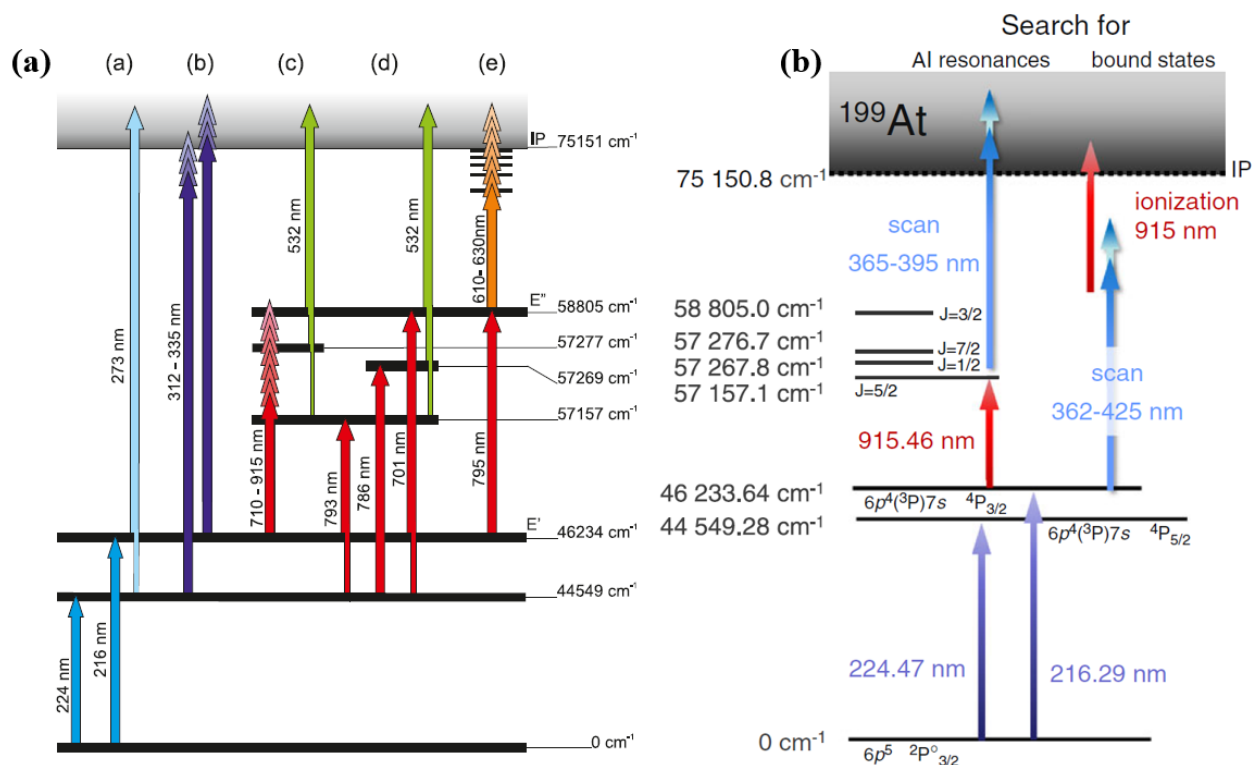 (a)
(a)
(b)
(c)
(d)
(e)
IP
75151 cm⁻¹
273 nm
312 - 335 nm
532 nm
532 nm
610 - 630nm
E"
58805 cm⁻¹
57277 cm⁻¹
57269 cm⁻¹
57157 cm⁻¹
710 - 915 nm
793 nm
786 nm
701 nm
795 nm
E'
46234 cm⁻¹
44549 cm⁻¹
224 nm
216 nm
0 cm⁻¹
(b)
Search for
AI resonances
bound states
¹⁹⁹At
IP
75 150.8 cm⁻¹
ionization
915 nm
scan
365-395 nm
58 805.0 cm⁻¹
J=3/2
57 276.7 cm⁻¹
J=7/2
57 267.8 cm⁻¹
J=1/2
57 157.1 cm⁻¹
J=5/2
scan
362-425 nm
915.46 nm
46 233.64 cm⁻¹
6p⁴(³P)7s ⁴P₃/₂
44 549.28 cm⁻¹
6p⁴(³P)7s ⁴P₅/₂
224.47 nm
216.29 nm
0 cm⁻¹
6p⁵ ²P°₃/₂